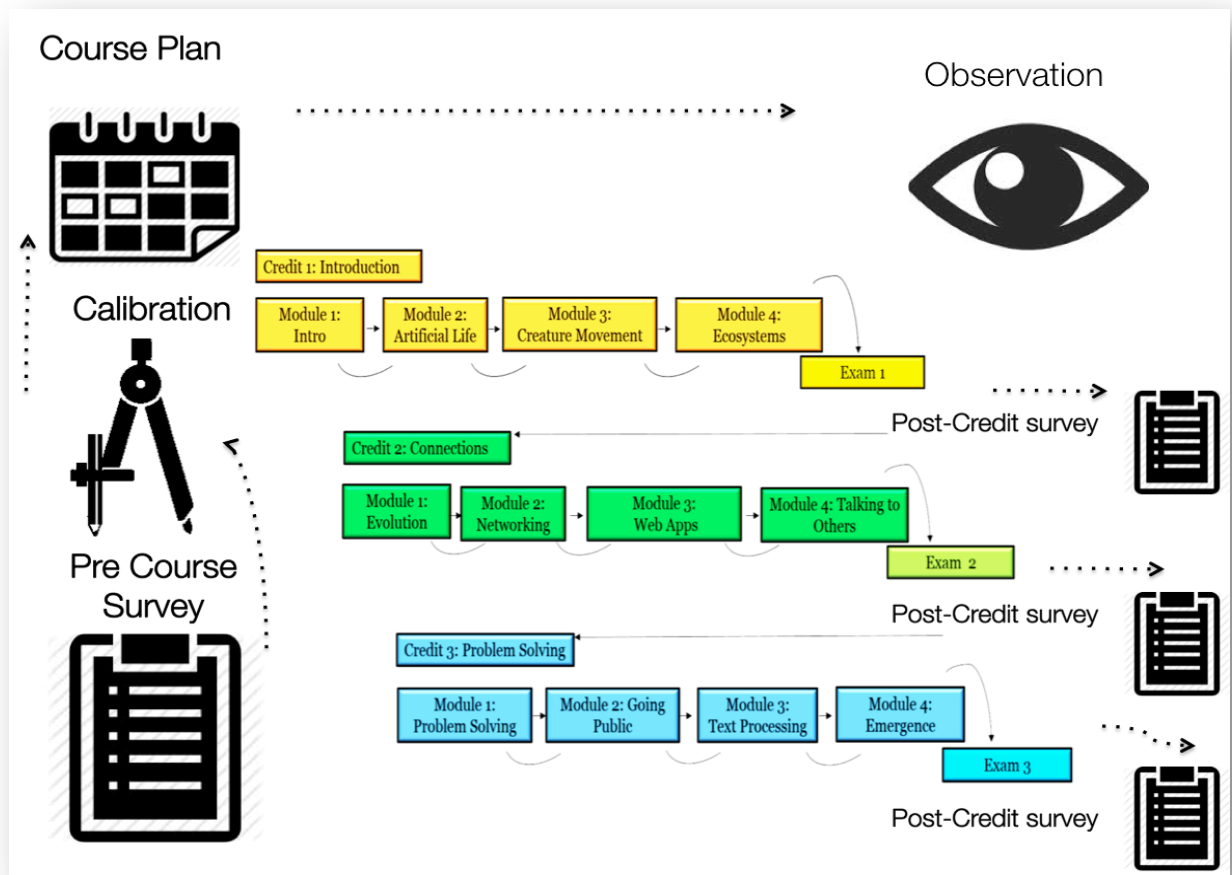 Course Plan
Observation
Credit 1: Introduction
Calibration
Module 1:
Intro
Module 2:
Artificial Life
Module 3:
Creature Movement
Module 4:
Ecosystems
Exam 1
Post-Credit survey
Credit 2: Connections
Module 1:
Evolution
Module 2:
Networking
Module 3:
Web Apps
Module 4: Talking to
Others
Exam 2
Pre Course
Survey
Post-Credit survey
Credit 3: Problem Solving
Module 1:
Problem Solving
Module 2: Going
Public
Module 3:
Text Processing
Module 4:
Emergence
Exam 3
Post-Credit survey